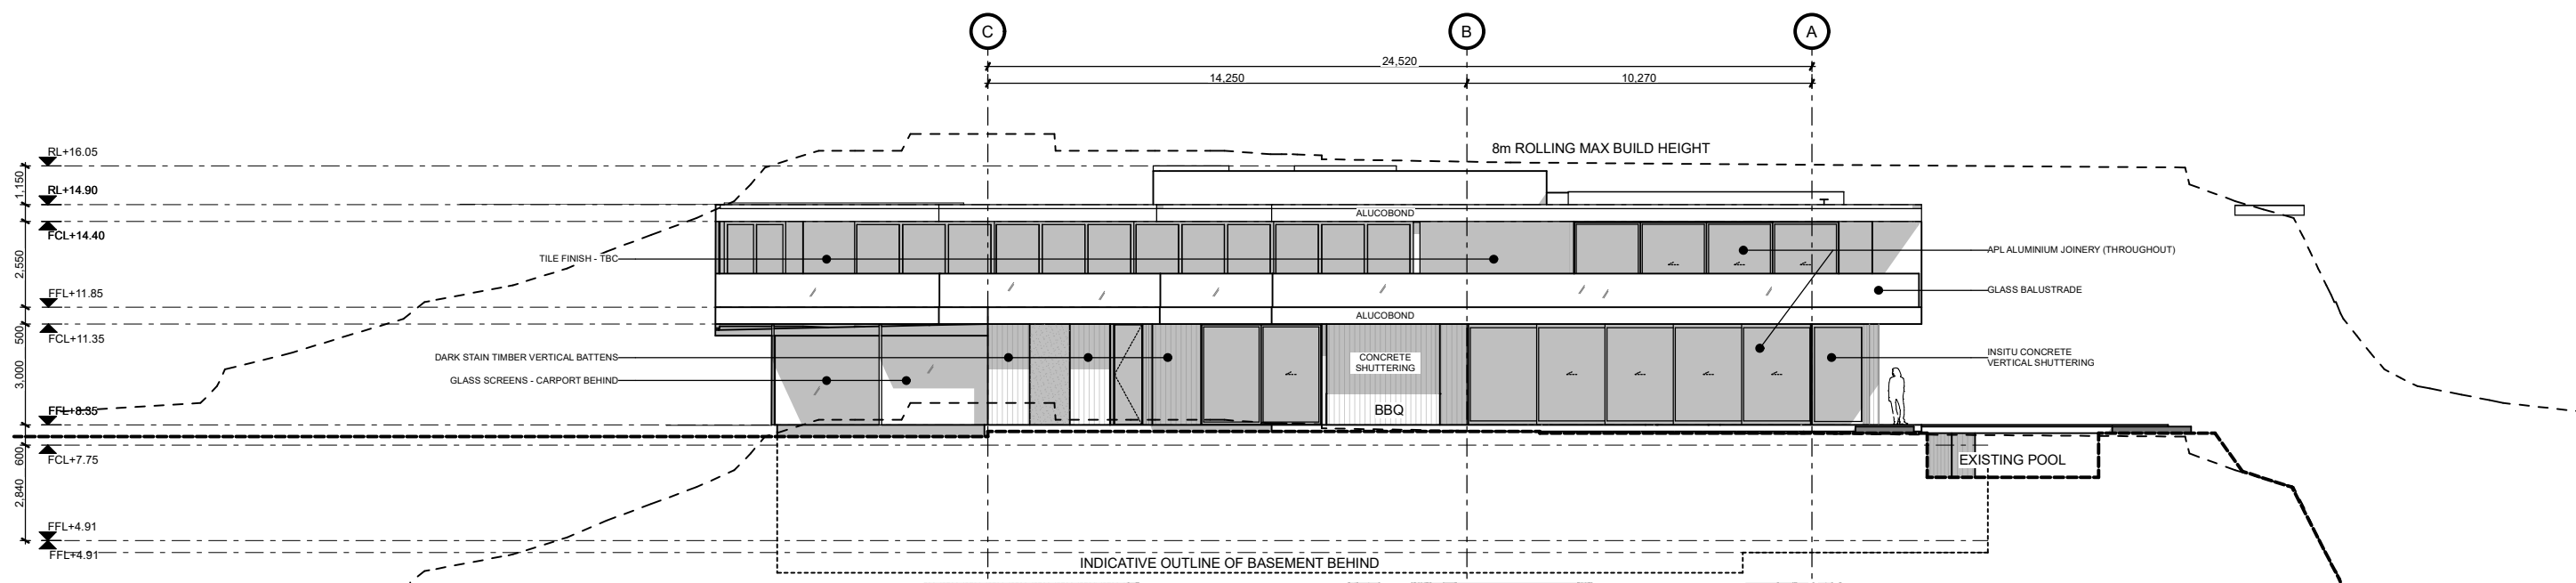 C
B
A
24,520
14,250
10,270
8m ROLLING MAX BUILD HEIGHT
RL+16.05
1,150
RL+14.90
FCL+14.40
2,550
FFL+11.85
500
FCL+11.35
3,000
FFL+8.35
600
FCL+7.75
2,840
FFL+4.91
FFL+4.91
ALUCOBOND
TILE FINISH - TBC
APL ALUMINIUM JOINERY (THROUGHOUT)
GLASS BALUSTRADE
ALUCOBOND
DARK STAIN TIMBER VERTICAL BATTENS
GLASS SCREENS - CARPORT BEHIND
CONCRETE
SHUTTERING
BBQ
INSITU CONCRETE
VERTICAL SHUTTERING
EXISTING POOL
INDICATIVE OUTLINE OF BASEMENT BEHIND